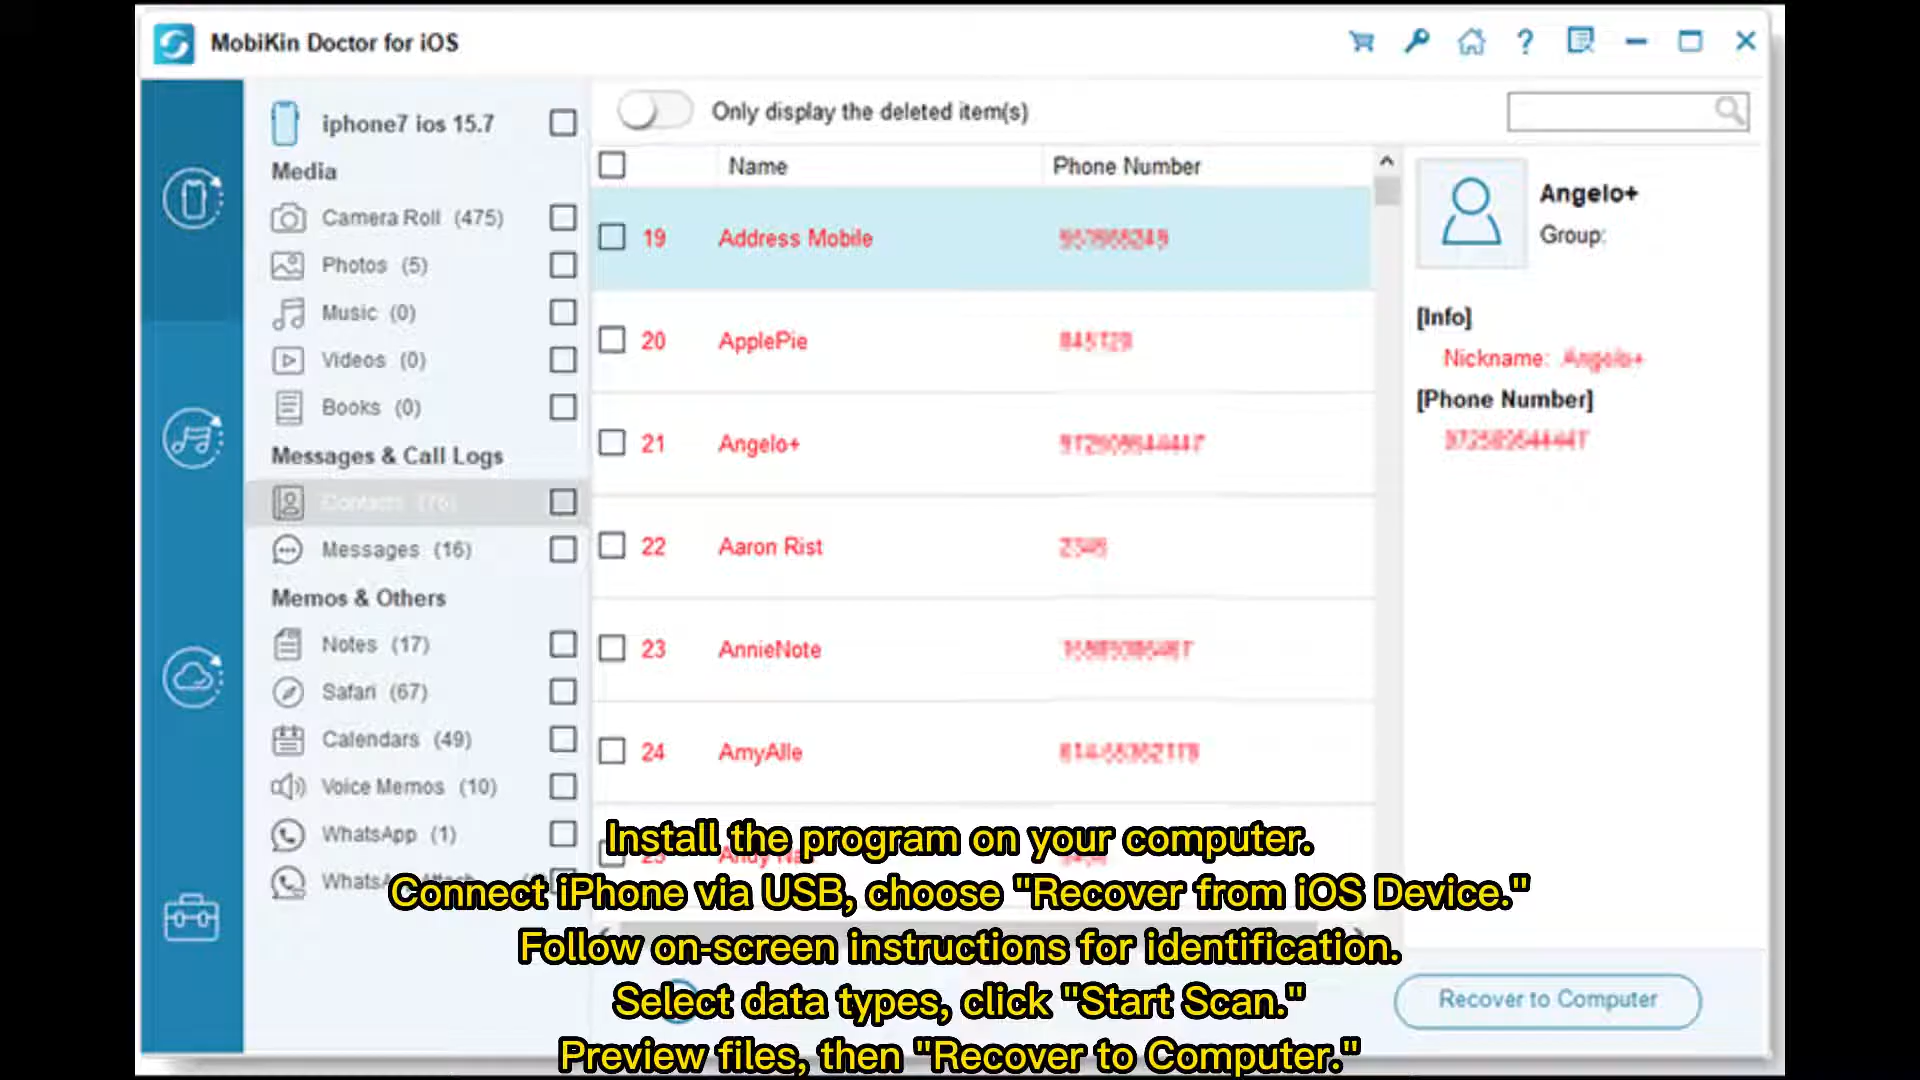 MobiKin Doctor for iOS
iphone7 ios 15.7
Media
Camera Roll (475)
Photos (5)
Music (0)
Videos (0)
Books (0)
Messages & Call Logs
Contacts (76)
Messages (16)
Memos & Others
Notes (17)
Safari (67)
Calendars (49)
Voice Memos (10)
WhatsApp (1)
Only display the deleted item(s)
Name Phone Number
19 Address Mobile
20 ApplePie
21 Angelo+
22 Aaron Rist
23 AnnieNote
24 AmyAlle
Angelo+
Group:
[Info]
Nickname: Angelo+
[Phone Number]
Recover to Computer
Install the program on your computer.
Connect iPhone via USB, choose "Recover from iOS Device."
Follow on-screen instructions for identification.
Select data types, click "Start Scan."
Preview files, then "Recover to Computer."